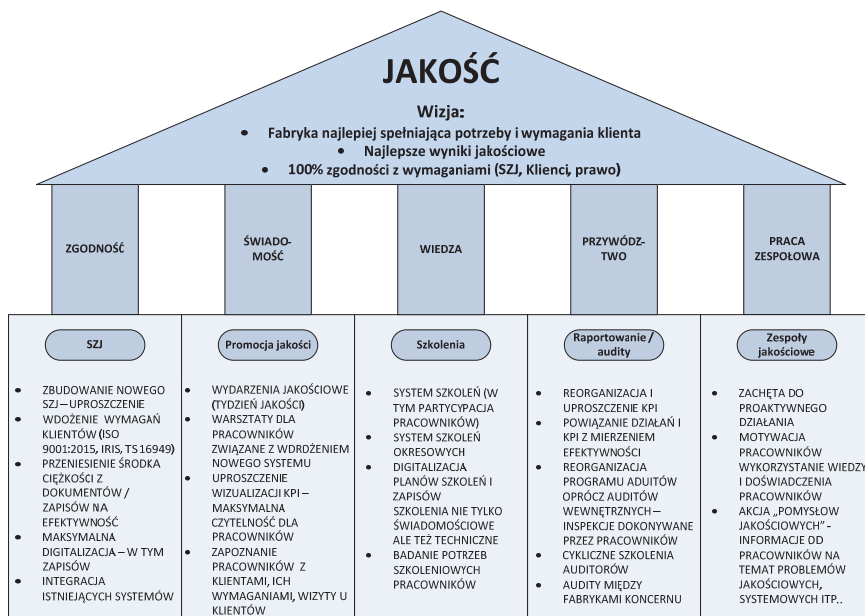 JAKOŚĆ
Wizja:
• Fabryka najlepiej spełniająca potrzeby i wymagania klienta
• Najlepsze wyniki jakościowe
• 100% zgodności z wymaganiami (SZJ, Klienci, prawo)
ZGODNOŚĆ
ŚWIADO-
MOŚĆ
WIEDZA
PRZYWÓDZ-
TWO
PRACA
ZESPOŁOWA
SZJ
• ZBUDOWANIE NOWEGO
SZJ – UPROSZCZENIE
• WDOŻENIE WYMAGAŃ
KLIENTÓW (ISO
9001:2015, IRIS, TS 16949)
• PRZENIESIENIE ŚRODKA
CIĘŻKOŚCI Z
DOKUMENTÓW /
ZAPISÓW NA
EFEKTYWNOŚĆ
• MAKSYMALNA
DIGITALIZACJA – W TYM
ZAPISÓW
• INTEGRACJA
ISTNIEJĄCYCH SYSTEMÓW
Promocja jakości
• WYDARZENIA JAKOŚCIOWE
(TYDZIEŃ JAKOŚCI)
• WARSZTATY DLA
PRACOWNIKÓW
ZWIĄZANE Z WDRDŻENIEM
NOWEGO SYSTEMU
• UPROSZCZENIE
WIZUALIZACJI KPI –
MAKSYMALNA
CZYTELNOŚĆ DLA
PRACOWNIKÓW
• ZAPOZNANIE
PRACOWNIKÓW Z
KLIENTAMI, ICH
WYMAGANIAMI, WIZYTY U
KLIENTÓW
Szkolenia
• SYSTEM SZKOLEŃ (W
TYM PARTYCYPACJA
PRACOWNIKÓW)
• SYSTEM SZKOLEŃ
OKRESOWYCH
• DIGITALIZACJA
PLANÓW SZKOLEŃ I
ZAPISÓW
SZKOLENIA NIE TYLKO
ŚWIADOMOŚCIOWE
ALE TEŻ TECHNICZNE
• BADANIE POTRZEB
SZKOLENIOWYCH
PRACOWNIKÓW
Raportowanie /
audity
• REORGANIZACJA I
UPROSZCZENIE KPI
• POWIĄZANIE DZIAŁAŃ I
KPI Z MIERZENIEM
EFEKTYWNOŚCI
• REORGANIZACJA
PROGRAMU ADUITÓW
OPRÓCZ AUDITÓW
WEWNĘTRZNYCH –
INSPEKCJE DOKONYWANE
PRZEZ PRACOWNIKÓW
• CYKLICZNE SZKOLENIA
AUDITORÓW
• AUDITY MIĘDZY
FABRYKAMI KONCERNU
Zespoły
jakościowe
• ZACHĘTA DO
PROAKTYWNEGO
DZIAŁANIA
• MOTYWACJA
PRACOWNIKÓW
WYKORZYSTANIE WIEDZY
I DOŚWIADCZENIA
PRACOWNIKÓW
• AKCJA „POMYSŁOW
JAKOŚCIOWYCH” -
INFORMACJE OD
PRACOWNIKÓW NA
TEMAT PROBLEMÓW
JAKOŚCIOWYCH,
SYSTEMOWYCH ITP..